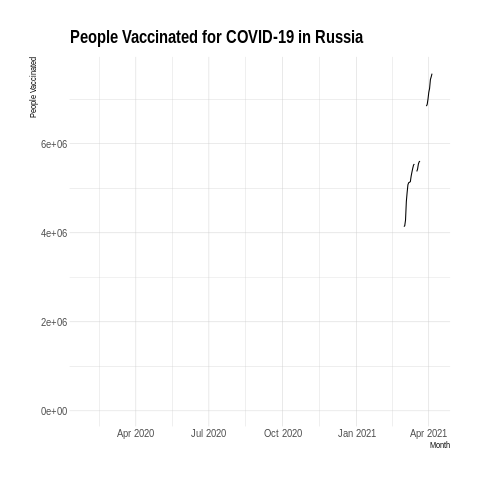 People Vaccinated for COVID-19 in Russia
People Vaccinated
6e+06
4e+06
2e+06
0e+00
Apr 2020 Jul 2020 Oct 2020 Jan 2021 Apr 2021
Month